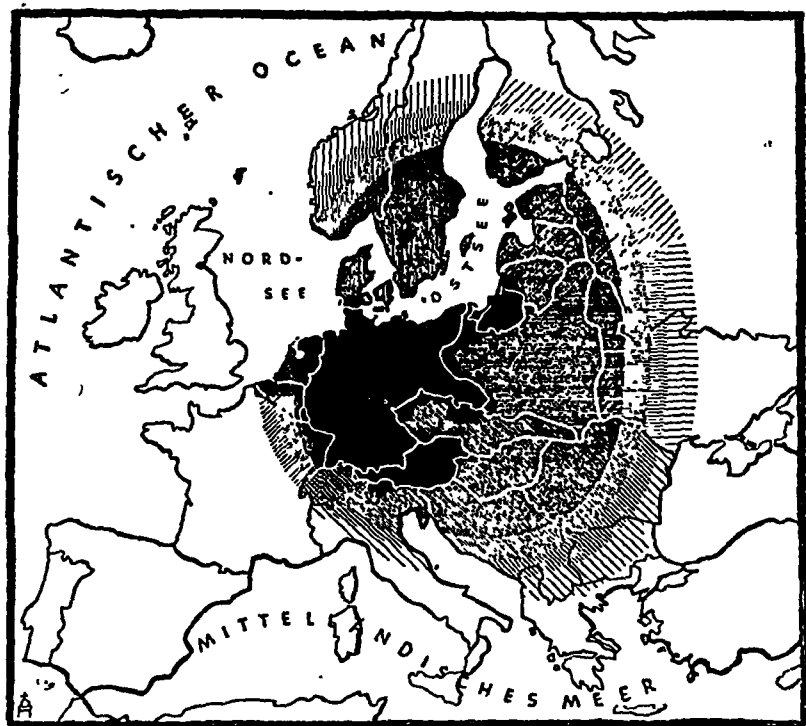 ATLANTISCHER OCEAN
NORD-
SEE
OSTSEE
MITTELLÄNDISCHES MEER